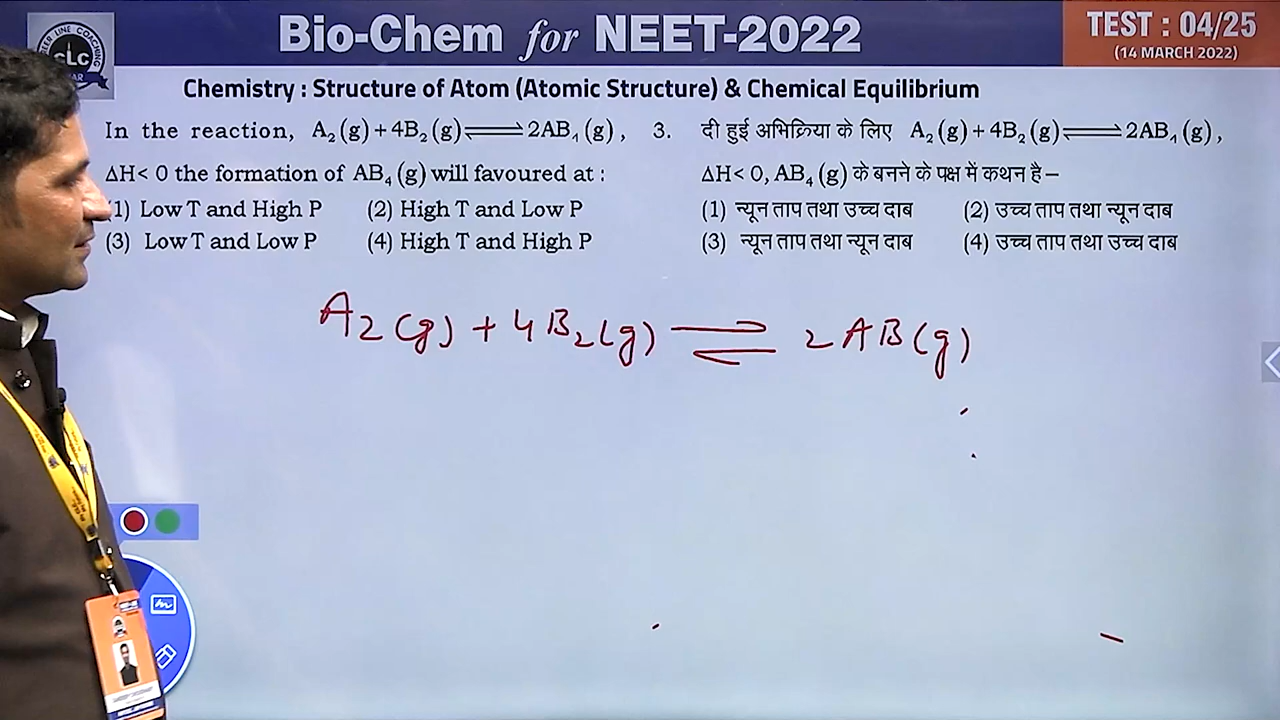 Bio-Chem for NEET-2022
TEST : 04/25
(14 MARCH 2022)
CLC
Chemistry : Structure of Atom (Atomic Structure) & Chemical Equilibrium
In the reaction, A₂(g)+4B₂(g)⇌2AB₄(g),
ΔH< 0 the formation of AB₄(g) will favoured at :
1) Low T and High P (2) High T and Low P
(3) Low T and Low P (4) High T and High P
3. दी हुई अभिक्रिया के लिए A₂(g)+4B₂(g)⇌2AB₄(g),
ΔH< 0, AB₄(g) के बनने के पक्ष में कथन है–
(1) न्यून ताप तथा उच्च दाब (2) उच्च ताप तथा न्यून दाब
(3) न्यून ताप तथा न्यून दाब (4) उच्च ताप तथा उच्च दाब
A₂(g) + 4B₂(g) ⇌ 2AB(g)